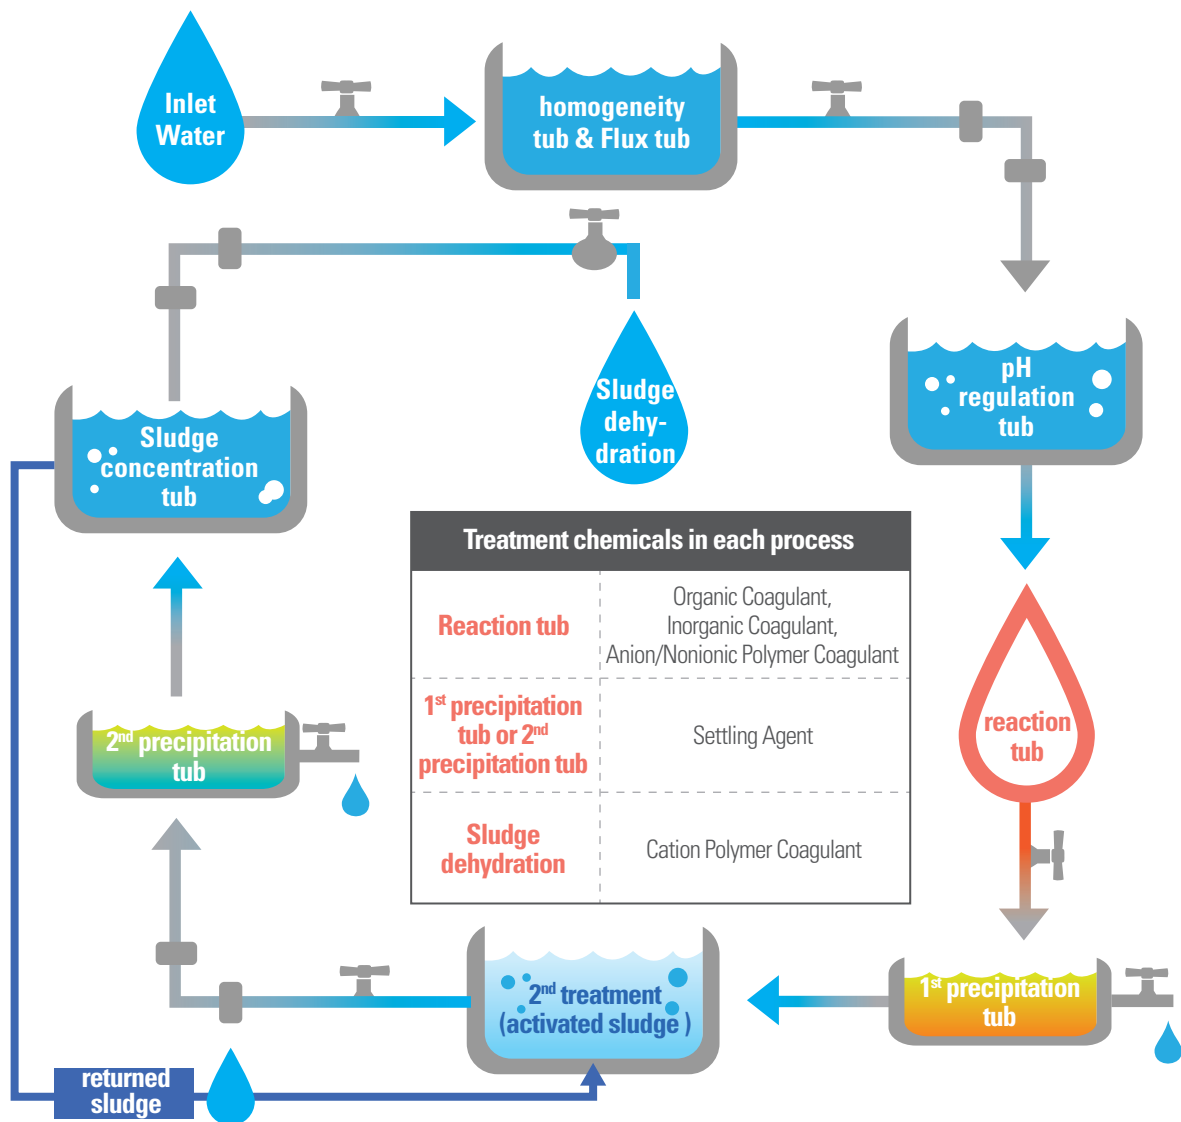 Inlet
Water
homogeneity
tub & Flux tub
pH
regulation
tub
Sludge
dehy-
dration
Sludge
concentration
tub
Treatment chemicals in each process
Reaction tub
Organic Coagulant,
Inorganic Coagulant,
Anion/Nonionic Polymer Coagulant
1st precipitation
tub or 2nd
precipitation tub
Settling Agent
Sludge
dehydration
Cation Polymer Coagulant
reaction
tub
2nd precipitation
tub
1st precipitation
tub
2nd treatment
(activated sludge )
returned
sludge